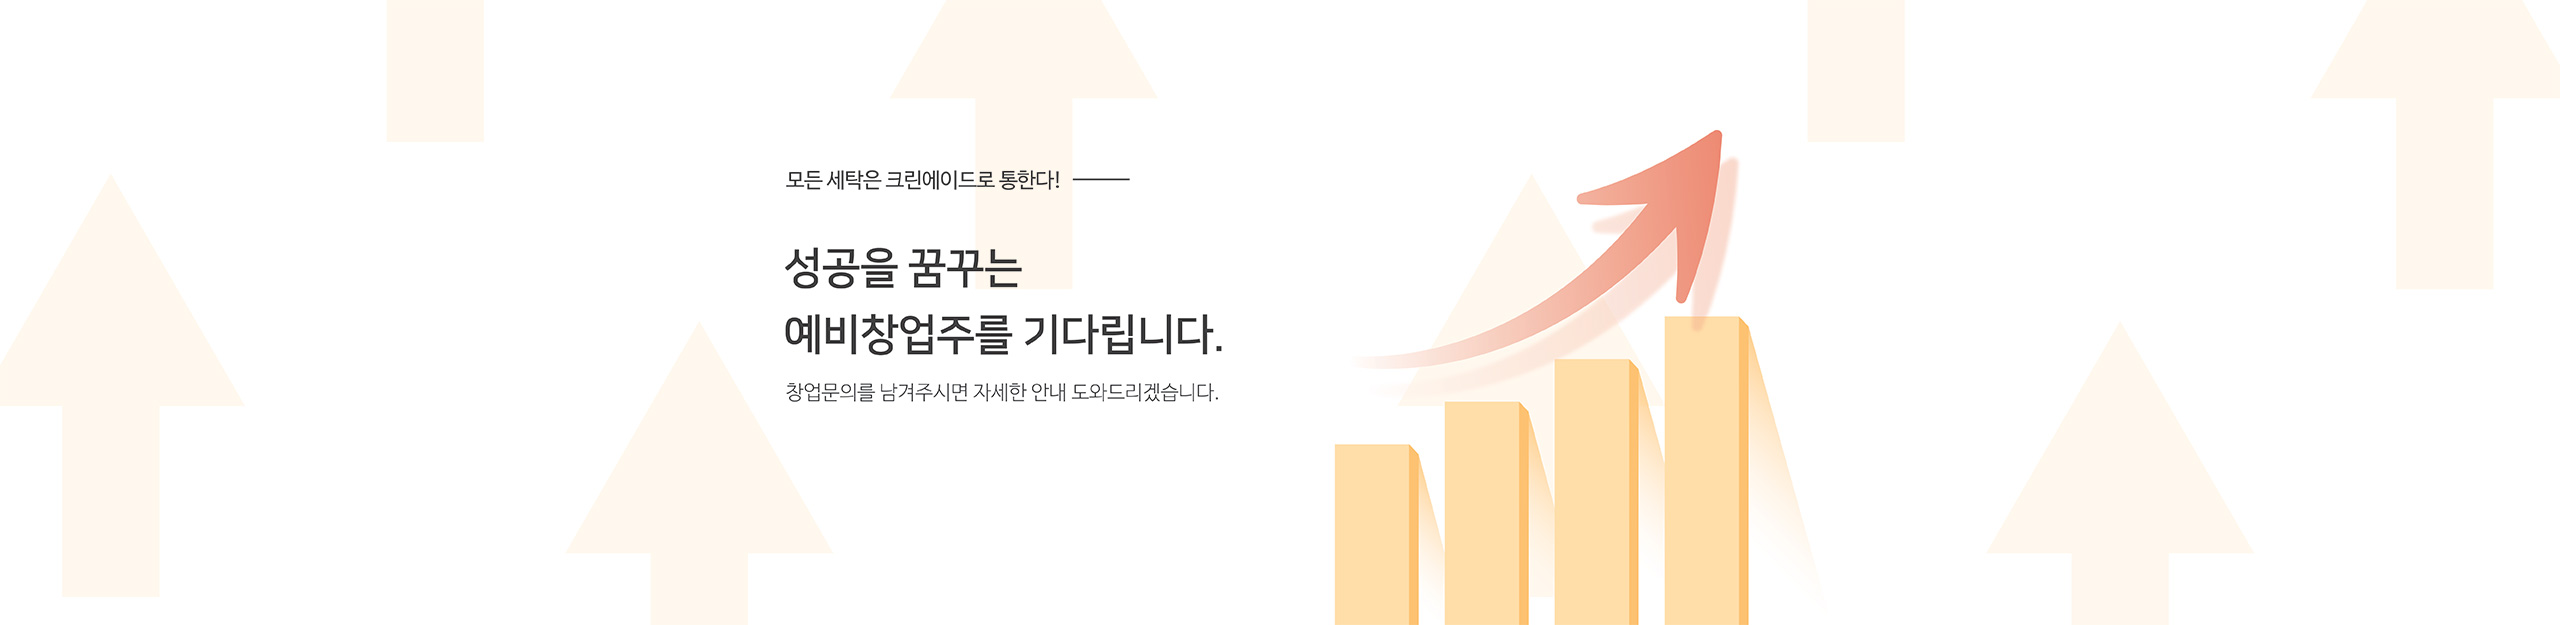 모든 세탁은 크린에이드로 통한다!
성공을 꿈꾸는
예비창업주를 기다립니다.
창업문의를 남겨주시면 자세한 안내 도와드리겠습니다.